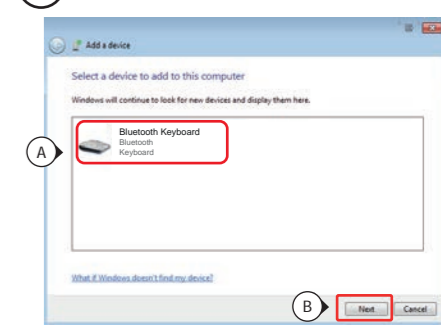 Add a device
Select a device to add to this computer
Windows will continue to look for new devices and display them here.
A
Bluetooth Keyboard
Bluetooth
Keyboard
What if Windows doesn't find my device?
B
Next
Cancel